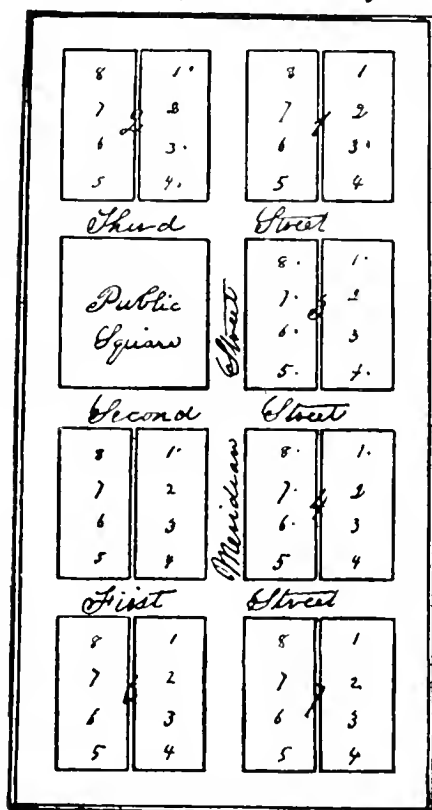 8 1. 8 1
7 2 7 2
2 1
6 3. 6 3.
5 4. 5 4
Third Street
Public
Square
Street
8. 1.
7. 2
3
6. 3
5. 4.
Second Street
Meridian
8 1. 8. 1.
7 2 7. 2
4
6 3 6. 3
5 4 5 4
First Street
8 1 8 1
7 2 7 2
6 3 6 3
5 4 5 4